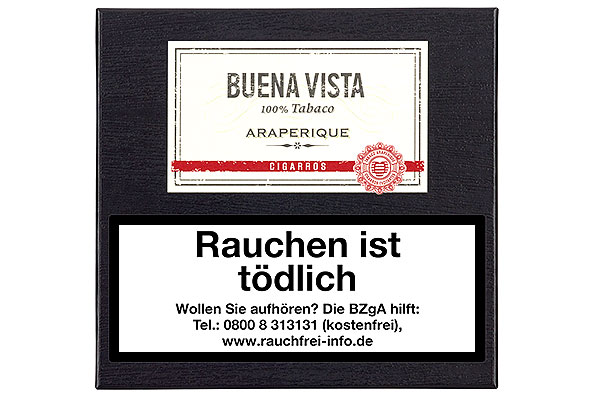 BUENA VISTA
100% Tabaco
ARAPERIQUE
CIGARROS
Rauchen ist
tödlich
Wollen Sie aufhören? Die BZgA hilft:
Tel.: 0800 8 313131 (kostenfrei),
www.rauchfrei-info.de